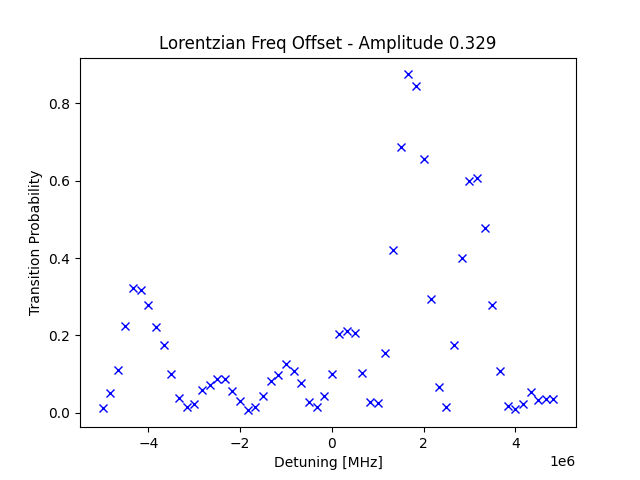 Lorentzian Freq Offset - Amplitude 0.329
Transition Probability
0.8
0.6
0.4
0.2
0.0
−4
−2
0
2
4
1e6
Detuning [MHz]